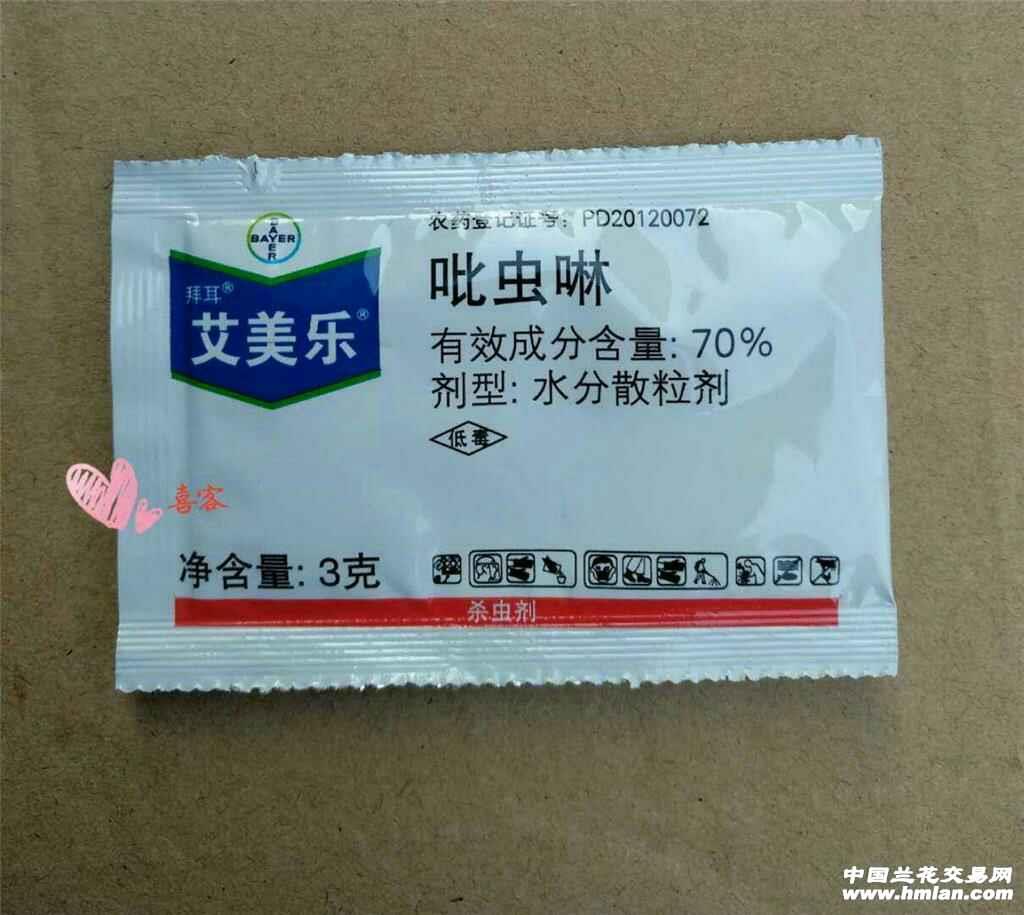 农药登记证号：PD20120072
BAYER
BAYER
拜耳®
艾美乐®
吡虫啉
有效成分含量: 70%
剂型: 水分散粒剂
低毒
喜客
净含量: 3克
杀虫剂
中国兰花交易网
www.hmlan.com